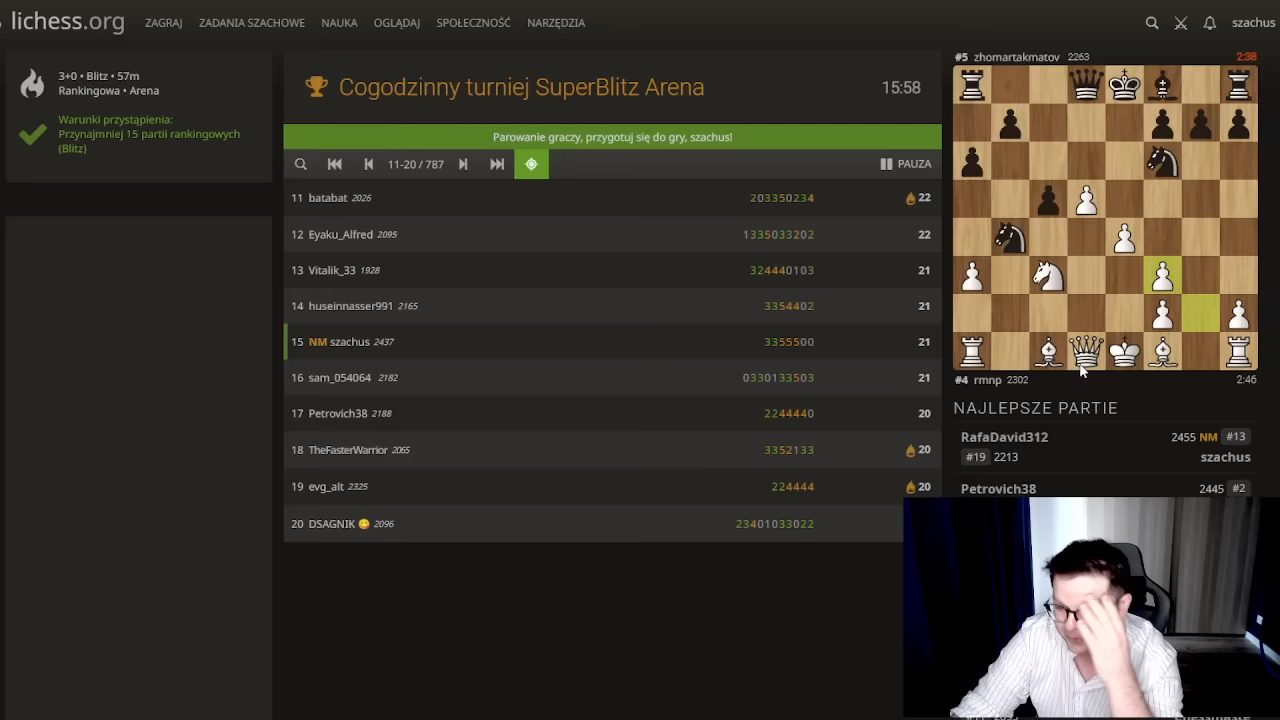 lichess.org
ZAGRAJ
ZADANIA SZACHOWE
NAUKA
OGLĄDAJ
SPOŁECZNOŚĆ
NARZĘDZIA
szachus
3+0 • Blitz • 57m
Rankingowa • Arena
Warunki przystąpienia:
Przynajmniej 15 partii rankingowych
(Blitz)
Cogodzinny turniej SuperBlitz Arena
15:58
Parowanie graczy, przygotuj się do gry, szachus!
11-20 / 787
PAUZA
11 batabat 2026 203350234 22
12 Eyaku_Alfred 2095 1335033202 22
13 Vitalik_33 1928 324440103 21
14 huseinnasser991 2165 3354402 21
15 NM szachus 2437 3355500 21
16 sam_054064 2182 0330133503 21
17 Petrovich38 2188 2244440 20
18 TheFasterWarrior 2065 3352133 20
19 evg_alt 2325 224444 20
20 DSAGNIK 2096 23401033022
#5 zhomartakmatov 2263 2:38
#4 rmnp 2302 2:46
NAJLEPSZE PARTIE
RafaDavid312 2455 NM #13
#19 2213 szachus
Petrovich38 2445 #2